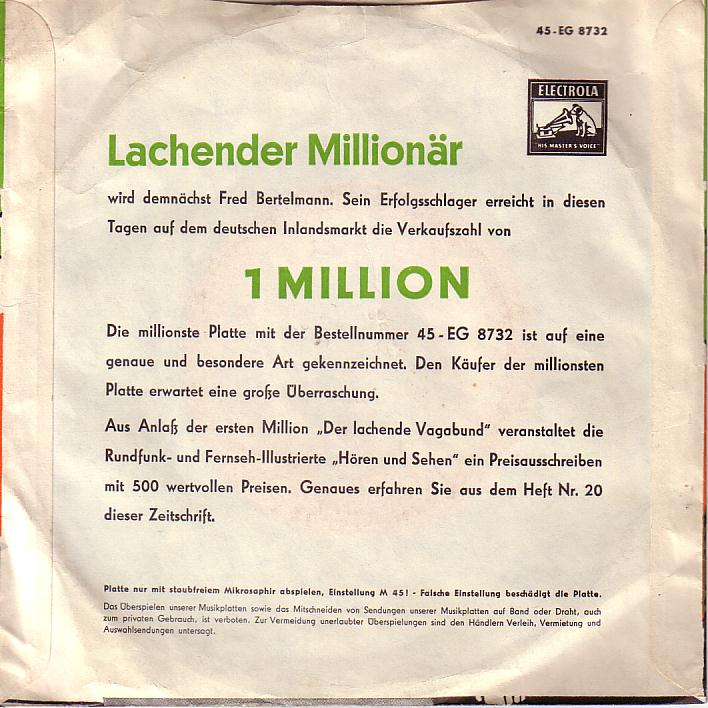 45-EG 8732
ELECTROLA
"HIS MASTER'S VOICE"
Lachender Millionär
wird demnächst Fred Bertelmann. Sein Erfolgsschlager erreicht in diesen
Tagen auf dem deutschen Inlandsmarkt die Verkaufszahl von
1 MILLION
Die millionste Platte mit der Bestellnummer 45-EG 8732 ist auf eine
genaue und besondere Art gekennzeichnet. Den Käufer der millionsten
Platte erwartet eine große Überraschung.
Aus Anlaß der ersten Million „Der lachende Vagabund“ veranstaltet die
Rundfunk- und Fernseh-Illustrierte „Hören und Sehen“ ein Preisausschreiben
mit 500 wertvollen Preisen. Genaues erfahren Sie aus dem Heft Nr. 20
dieser Zeitschrift.
Platte nur mit staubfreiem Mikrosaphir abspielen, Einstellung M 45! - Falsche Einstellung beschädigt die Platte.
Das Überspielen unserer Musikplatten sowie das Mitschneiden von Sendungen unserer Musikplatten auf Band oder Draht, auch
zum privaten Gebrauch, ist verboten. Zur Vermeidung unerlaubter Überspielungen sind den Händlern Verleih, Vermietung und
Auswahlsendungen untersagt.